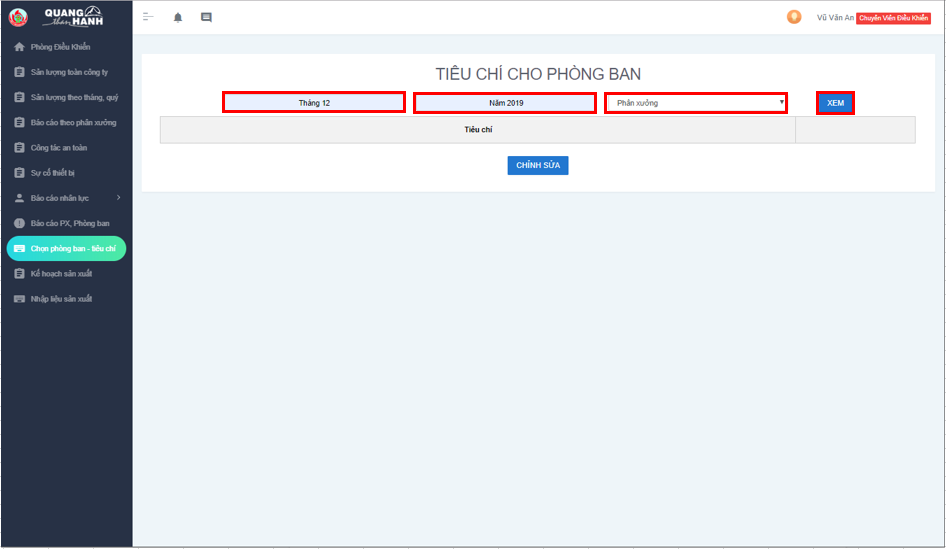 QUANG
than HANH
Vũ Văn An Chuyên Viên Điều Khiển
Phòng Điều Khiển
Sản lượng toàn công ty
Sản lượng theo tháng, quý
Báo cáo theo phân xưởng
Công tác an toàn
Sự cố thiết bị
Báo cáo nhân lực
Báo cáo PX, Phòng ban
Chọn phòng ban - tiêu chí
Kế hoạch sản xuất
Nhập liệu sản xuất
TIÊU CHÍ CHO PHÒNG BAN
Tháng 12 Năm 2019 Phân xưởng XEM
Tiêu chí
CHỈNH SỬA